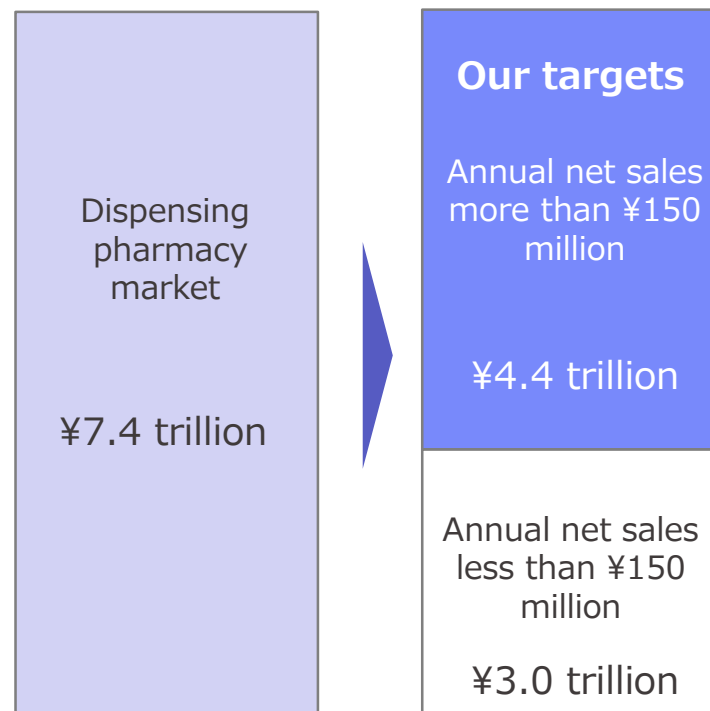 Dispensing
pharmacy
market
¥7.4 trillion
Our targets
Annual net sales
more than ¥150
million
¥4.4 trillion
Annual net sales
less than ¥150
million
¥3.0 trillion